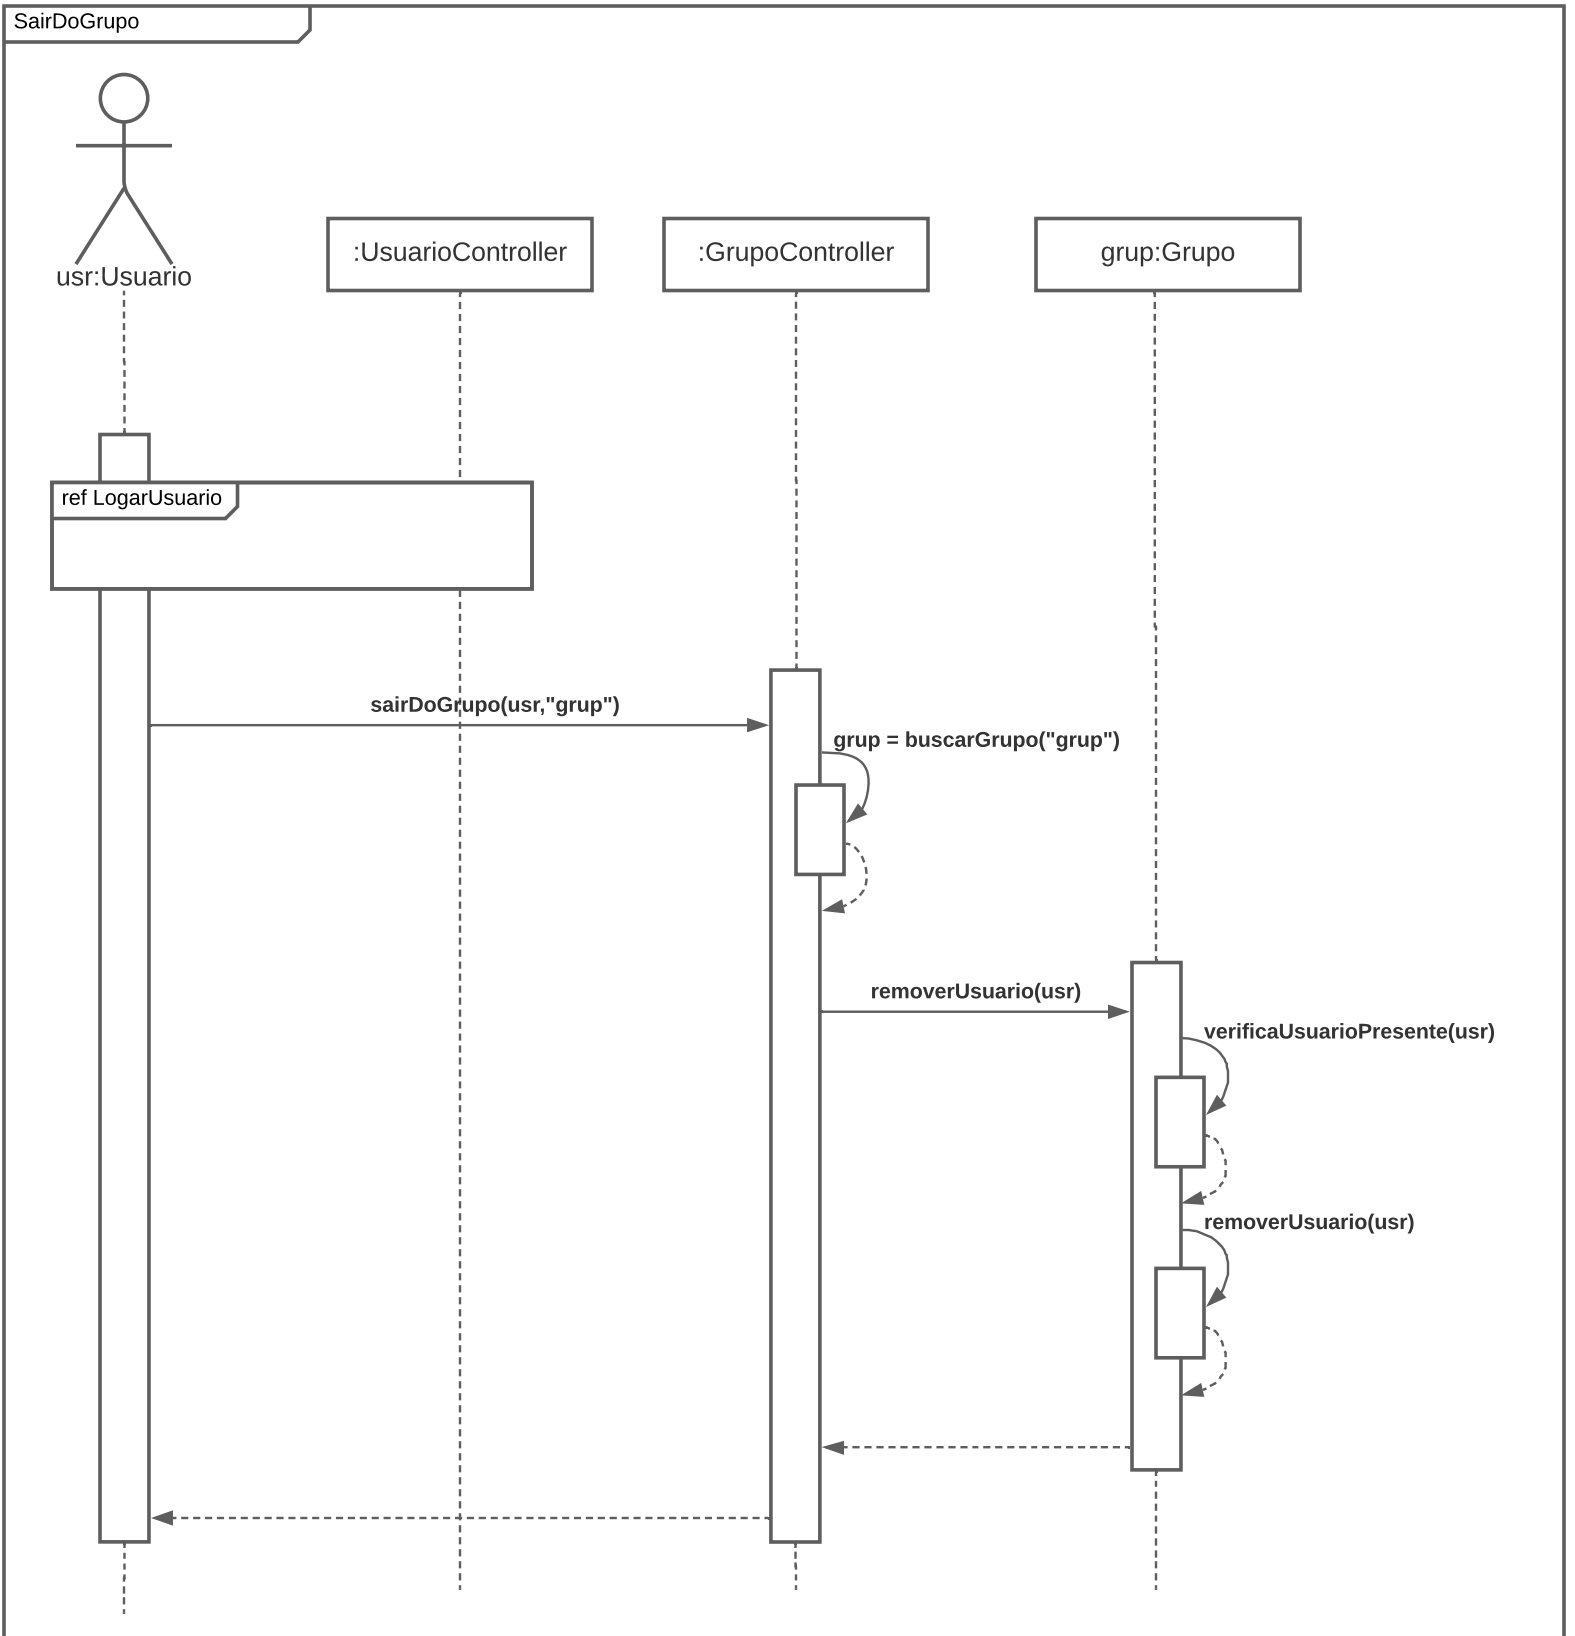 SairDoGrupo
usr:Usuario
:UsuarioController
:GrupoController
grup:Grupo
ref LogarUsuario
sairDoGrupo(usr,"grup")
grup = buscarGrupo("grup")
removerUsuario(usr)
verificaUsuarioPresente(usr)
removerUsuario(usr)